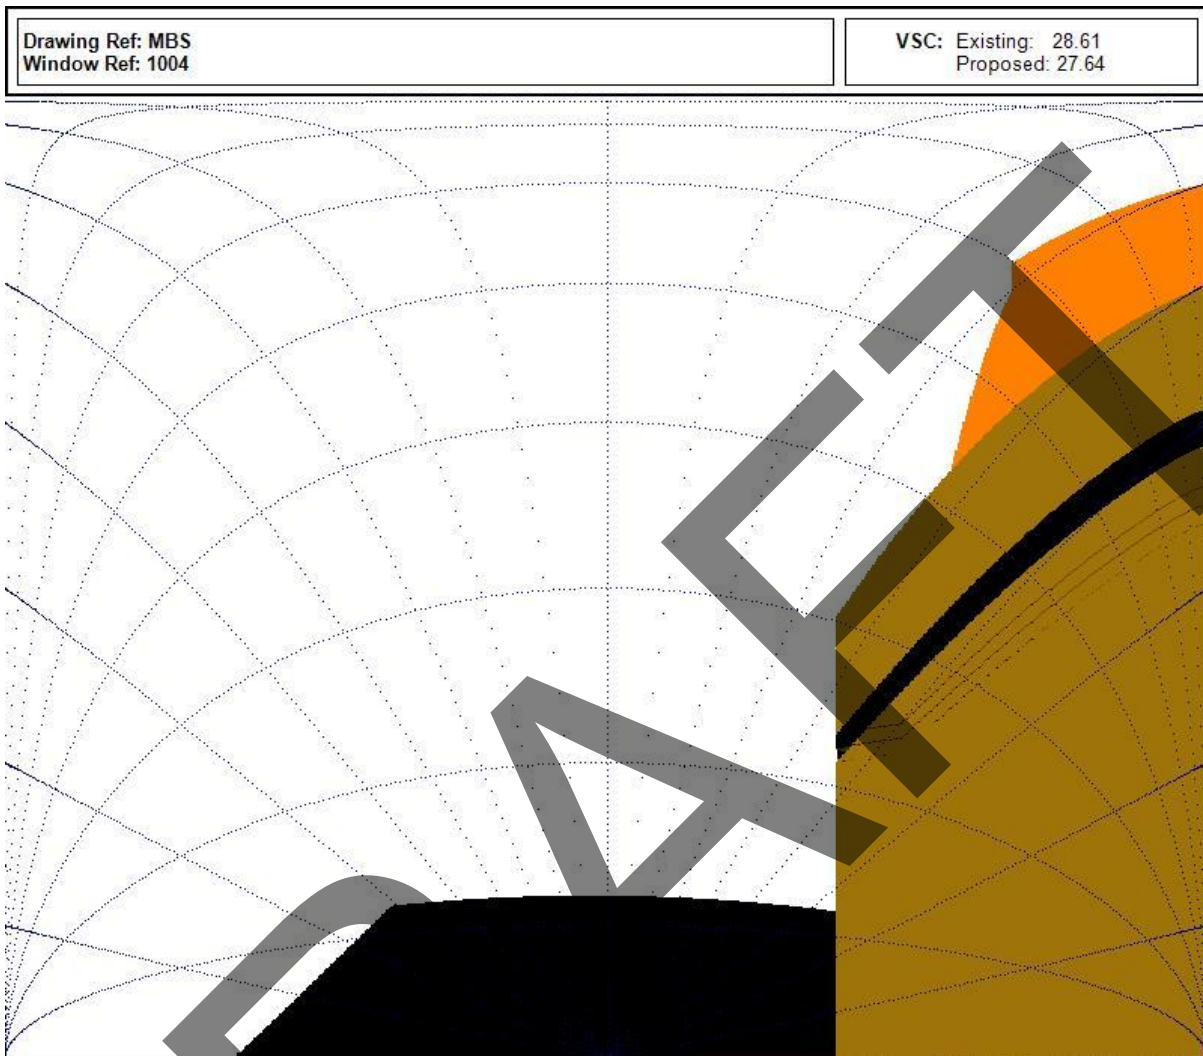 Drawing Ref: MBS
Window Ref: 1004
VSC: Existing: 28.61
Proposed: 27.64
DRAFT